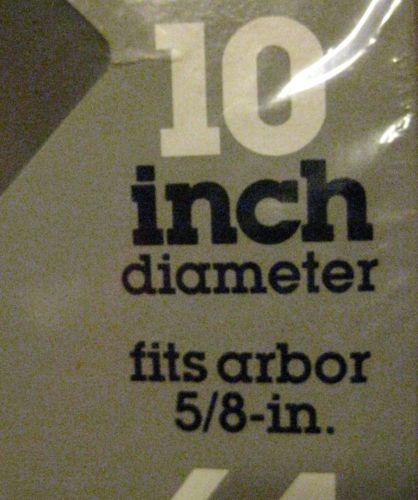 10
inch
diameter
fits arbor
5/8-in.